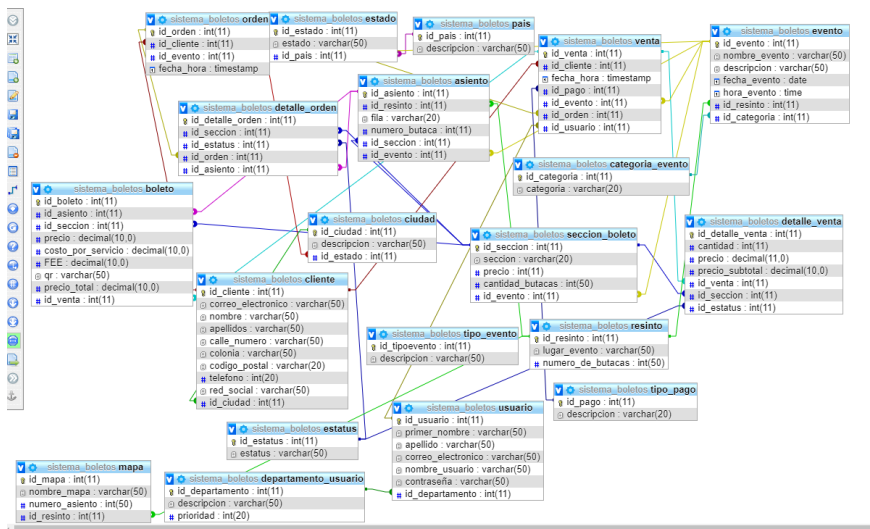 sistema_boletos orden
id_orden : int(11)
id_cliente : int(11)
id_evento : int(11)
fecha_hora : timestamp
sistema_boletos estado
id_estado : int(11)
estado : varchar(50)
id_pais : int(11)
sistema_boletos pais
id_pais : int(11)
descripcion : varchar(50)
sistema_boletos venta
id_venta : int(11)
id_cliente : int(11)
fecha_hora : timestamp
id_pago : int(11)
id_evento : int(11)
id_orden : int(11)
id_usuario : int(11)
sistema_boletos evento
id_evento : int(11)
nombre_evento : varchar(50)
descripcion : varchar(50)
fecha_evento : date
hora_evento : time
id_resinto : int(11)
id_categoria : int(11)
sistema_boletos asiento
id_asiento : int(11)
id_resinto : int(11)
fila : varchar(20)
numero_butaca : int(11)
id_seccion : int(11)
id_evento : int(11)
sistema_boletos detalle_orden
id_detalle_orden : int(11)
id_seccion : int(11)
id_estatus : int(11)
id_orden : int(11)
id_asiento : int(11)
sistema_boletos categoria_evento
id_categoria : int(11)
categoria : varchar(20)
sistema_boletos boleto
id_boleto : int(11)
id_asiento : int(11)
id_seccion : int(11)
precio : decimal(10,0)
costo_por_servicio : decimal(10,0)
FEE : decimal(10,0)
qr : varchar(50)
precio_total : decimal(10,0)
id_venta : int(11)
sistema_boletos ciudad
id_ciudad : int(11)
descripcion : varchar(50)
id_estado : int(11)
sistema_boletos seccion_boleto
id_seccion : int(11)
seccion : varchar(20)
precio : int(11)
cantidad_butacas : int(50)
id_evento : int(11)
sistema_boletos detalle_venta
id_detalle_venta : int(11)
cantidad : int(11)
precio : decimal(11,0)
precio_subtotal : decimal(10,0)
id_venta : int(11)
id_seccion : int(11)
id_estatus : int(11)
sistema_boletos cliente
id_cliente : int(11)
correo_electronico : varchar(50)
nombre : varchar(50)
apellidos : varchar(50)
calle_numero : varchar(50)
colonia : varchar(50)
codigo_postal : varchar(20)
telefono : int(20)
red_social : varchar(50)
id_ciudad : int(11)
sistema_boletos tipo_evento
id_tipoevento : int(11)
descripcion : varchar(50)
sistema_boletos resinto
id_resinto : int(11)
lugar_evento : varchar(50)
numero_de_butacas : int(50)
sistema_boletos tipo_pago
id_pago : int(11)
descripcion : varchar(20)
sistema_boletos estatus
id_estatus : int(11)
estatus : varchar(50)
sistema_boletos usuario
id_usuario : int(11)
primer_nombre : varchar(50)
apellido : varchar(50)
correo_electronico : varchar(50)
nombre_usuario : varchar(50)
contraseña : varchar(50)
id_departamento : int(11)
sistema_boletos mapa
id_mapa : int(11)
nombre_mapa : varchar(50)
numero_asiento : int(50)
id_resinto : int(11)
sistema_boletos departamento_usuario
id_departamento : int(11)
descripcion : varchar(50)
prioridad : int(20)